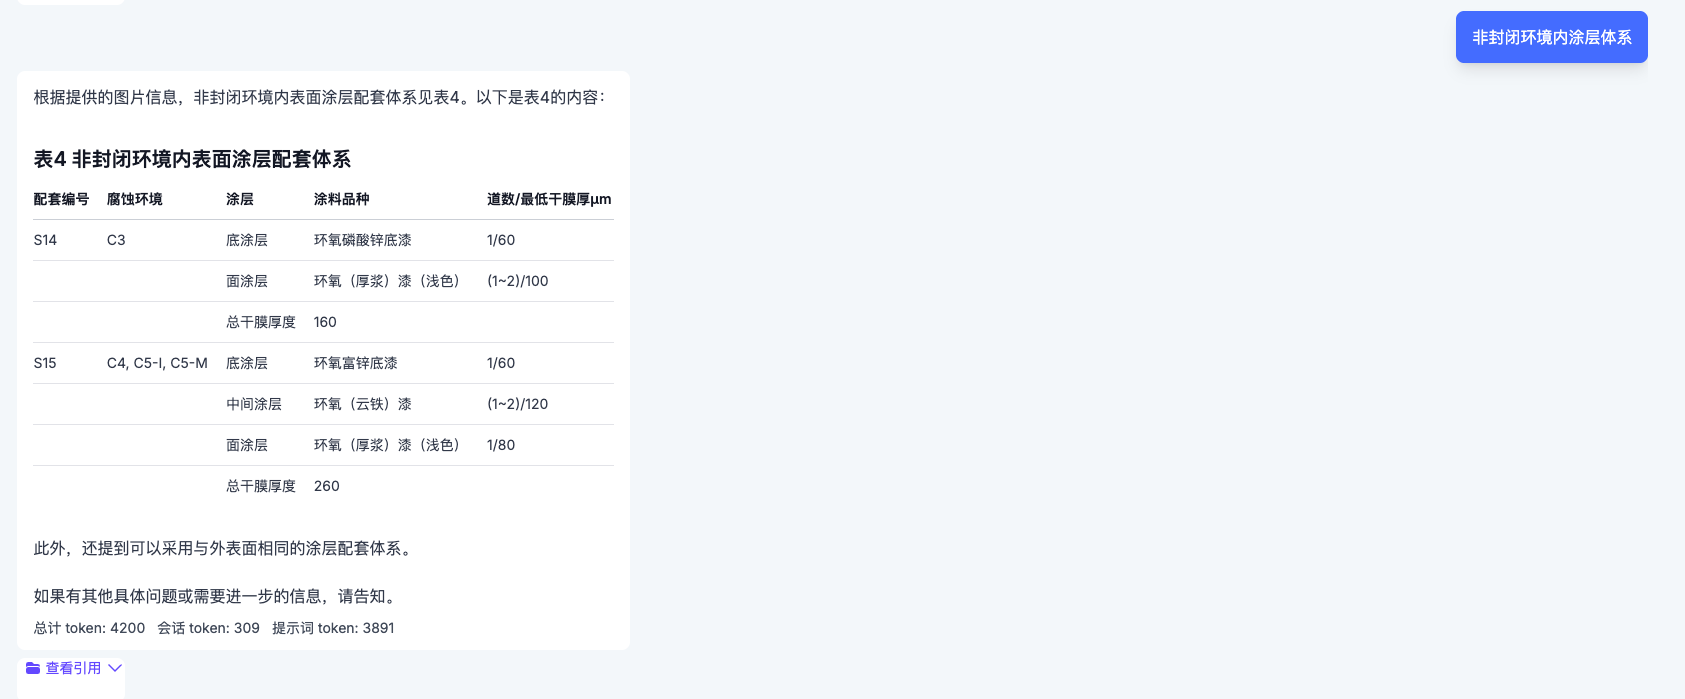 非封闭环境内涂层体系
根据提供的图片信息，非封闭环境内表面涂层配套体系见表4。以下是表4的内容：
表4 非封闭环境内表面涂层配套体系
配套编号 腐蚀环境 涂层 涂料品种 道数/最低干膜厚μm
S14 C3 底涂层 环氧磷酸锌底漆 1/60
面涂层 环氧（厚浆）漆（浅色） (1~2)/100
总干膜厚度 160
S15 C4, C5-I, C5-M 底涂层 环氧富锌底漆 1/60
中间涂层 环氧（云铁）漆 (1~2)/120
面涂层 环氧（厚浆）漆（浅色） 1/80
总干膜厚度 260
此外，还提到可以采用与外表面相同的涂层配套体系。
如果有其他具体问题或需要进一步的信息，请告知。
总计 token: 4200 会话 token: 309 提示词 token: 3891
查看引用